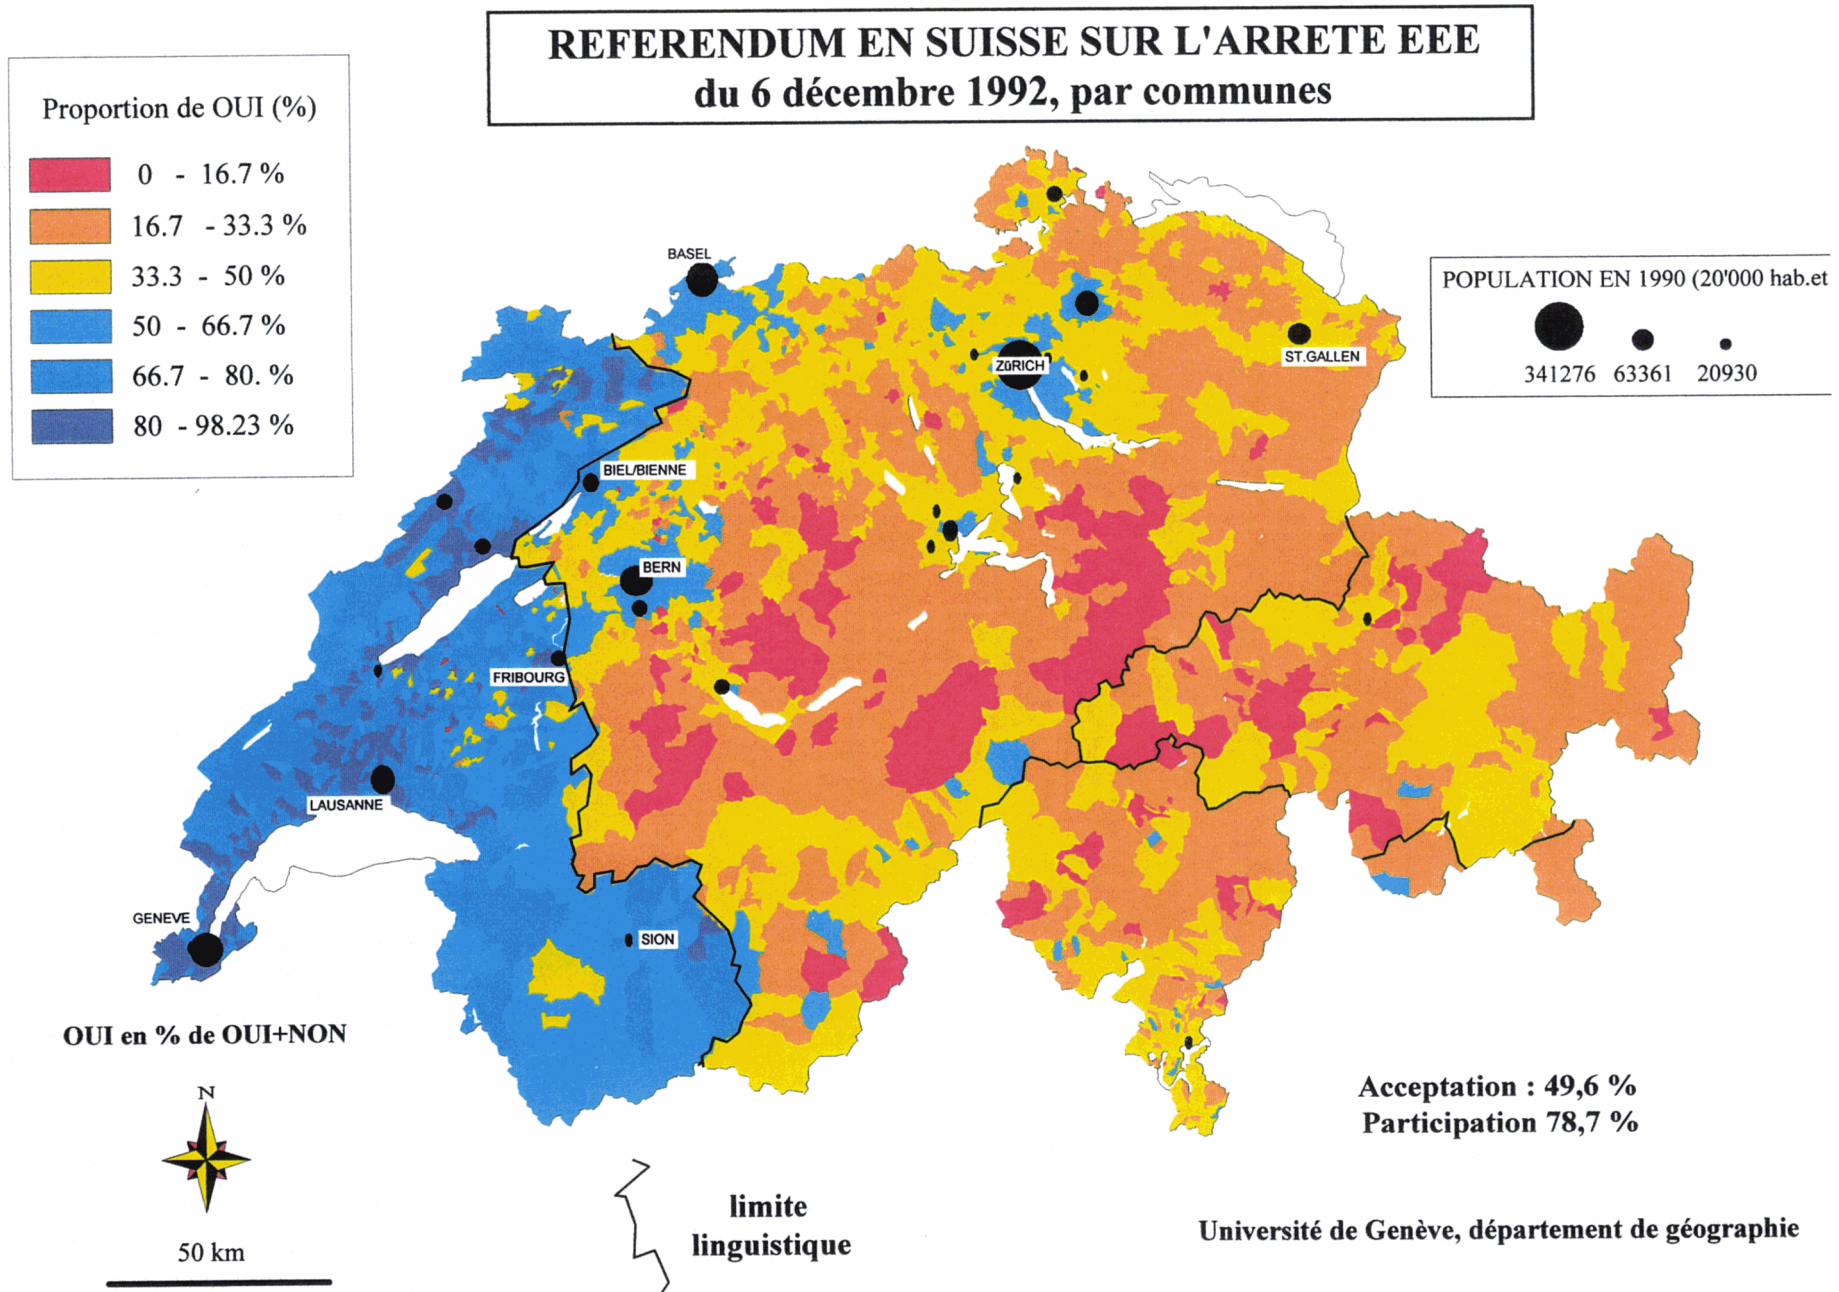 REFERENDUM EN SUISSE SUR L'ARRETE EEE
du 6 décembre 1992, par communes
Proportion de OUI (%)
0 - 16.7 %
16.7 - 33.3 %
33.3 - 50 %
50 - 66.7 %
66.7 - 80. %
80 - 98.23 %
POPULATION EN 1990 (20'000 hab.et
341276 63361 20930
BASEL
ZüRICH
ST.GALLEN
BIEL/BIENNE
BERN
FRIBOURG
LAUSANNE
GENEVE
SION
OUI en % de OUI+NON
N
50 km
limite
linguistique
Acceptation : 49,6 %
Participation 78,7 %
Université de Genève, département de géographie